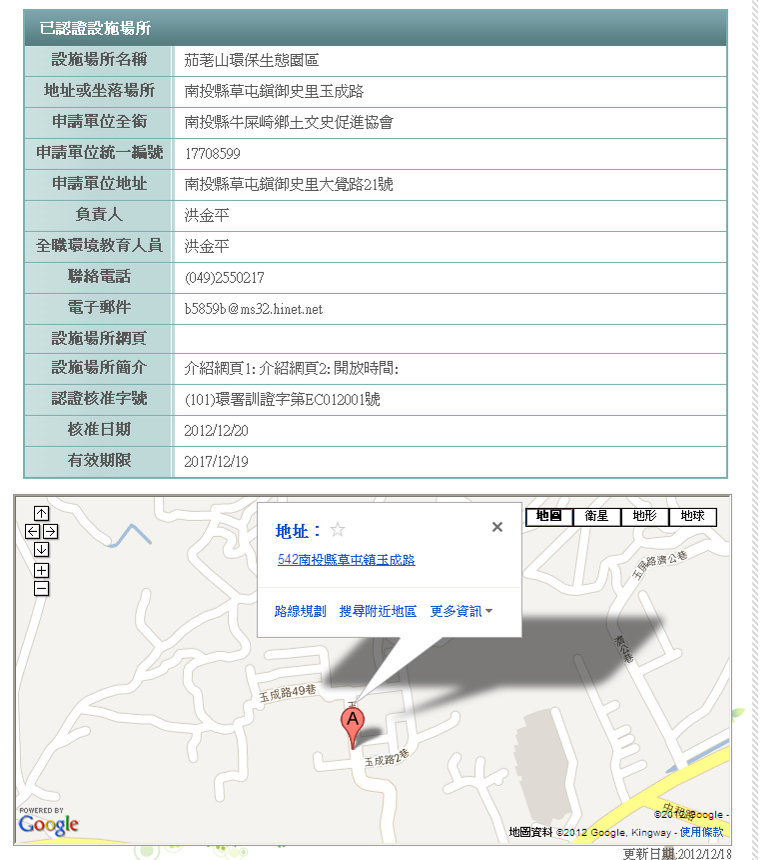 已認證設施場所
設施場所名稱 茄荖山環保生態園區
地址或坐落場所 南投縣草屯鎮御史里玉成路
申請單位全銜 南投縣牛屎崎鄉土文史促進協會
申請單位統一編號 17708599
申請單位地址 南投縣草屯鎮御史里大覺路21號
負責人 洪金平
全職環境教育人員 洪金平
聯絡電話 (049)2550217
電子郵件 b5859b@ms32.hinet.net
設施場所網頁
設施場所簡介 介紹網頁1: 介紹網頁2: 開放時間:
認證核准字號 (101)環署訓證字第EC012001號
核准日期 2012/12/20
有效期限 2017/12/19
地圖 衛星 地形 地球
地址：
542南投縣草屯鎮玉成路
路線規劃 搜尋附近地區 更多資訊
玉屏路濟公巷
濟公巷
玉成路49巷
玉
A
玉成路2巷
中和路
POWERED BY
Google
©2012 Google -
地圖資料 ©2012 Google, Kingway - 使用條款
更新日期:2012/12/18